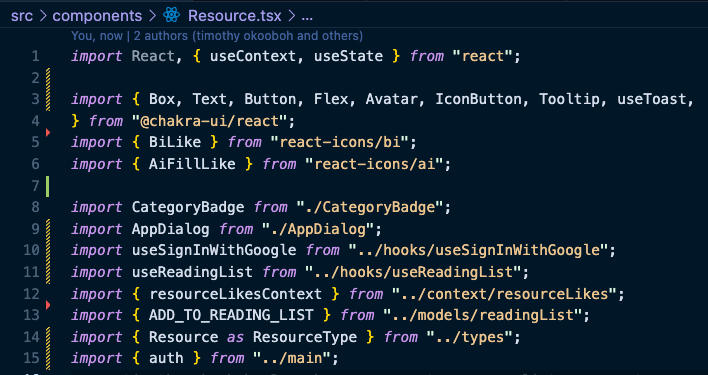 src > components > Resource.tsx > ...
You, now | 2 authors (timothy okooboh and others)
1 import React, { useContext, useState } from "react";
2
3 import { Box, Text, Button, Flex, Avatar, IconButton, Tooltip, useToast,
4 } from "@chakra-ui/react";
5 import { BiLike } from "react-icons/bi";
6 import { AiFillLike } from "react-icons/ai";
7
8 import CategoryBadge from "./CategoryBadge";
9 import AppDialog from "./AppDialog";
10 import useSignInWithGoogle from "../hooks/useSignInWithGoogle";
11 import useReadingList from "../hooks/useReadingList";
12 import { resourceLikesContext } from "../context/resourceLikes";
13 import { ADD_TO_READING_LIST } from "../models/readingList";
14 import { Resource as ResourceType } from "../types";
15 import { auth } from "../main";